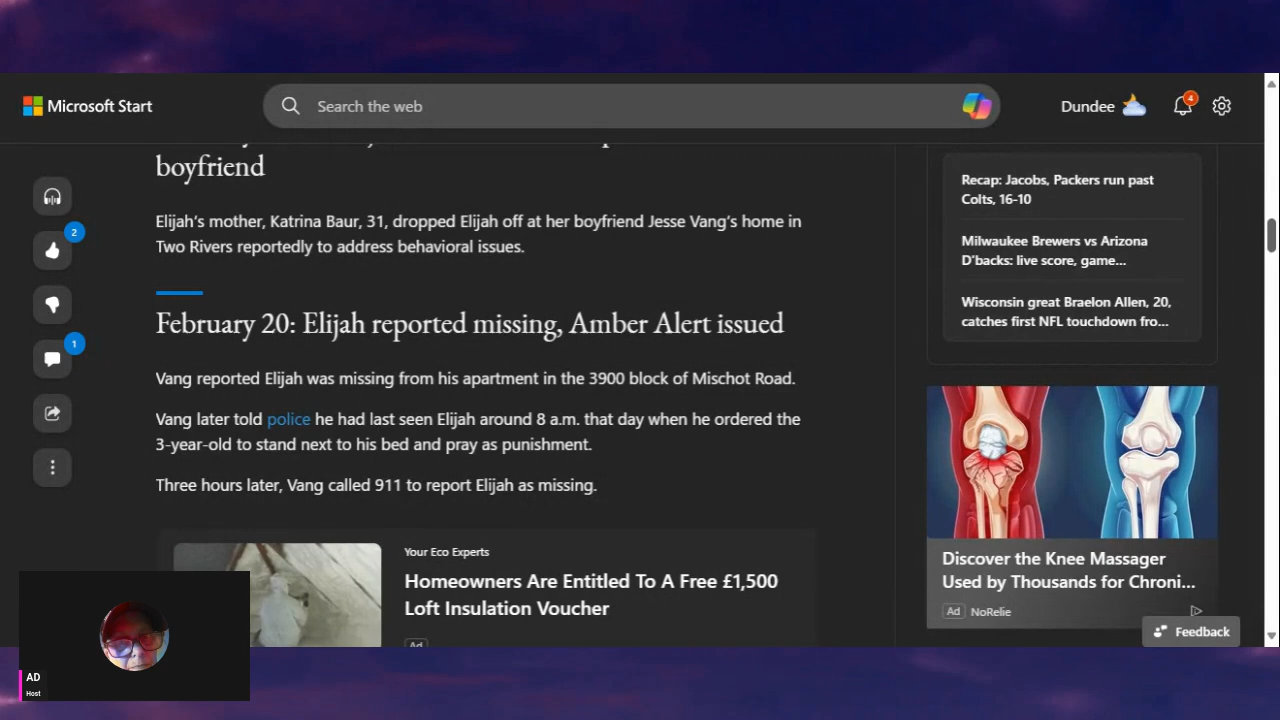 Microsoft Start
Search the web
Dundee
4
boyfriend
Elijah's mother, Katrina Baur, 31, dropped Elijah off at her boyfriend Jesse Vang's home in
Two Rivers reportedly to address behavioral issues.
February 20: Elijah reported missing, Amber Alert issued
Vang reported Elijah was missing from his apartment in the 3900 block of Mischot Road.
Vang later told police he had last seen Elijah around 8 a.m. that day when he ordered the
3-year-old to stand next to his bed and pray as punishment.
Three hours later, Vang called 911 to report Elijah as missing.
Your Eco Experts
Homeowners Are Entitled To A Free £1,500
Loft Insulation Voucher
Ad
2
1
Recap: Jacobs, Packers run past
Colts, 16-10
Milwaukee Brewers vs Arizona
D'backs: live score, game...
Wisconsin great Braelon Allen, 20,
catches first NFL touchdown fro...
Discover the Knee Massager
Used by Thousands for Chroni...
Ad NoRelie
Feedback
AD
Host